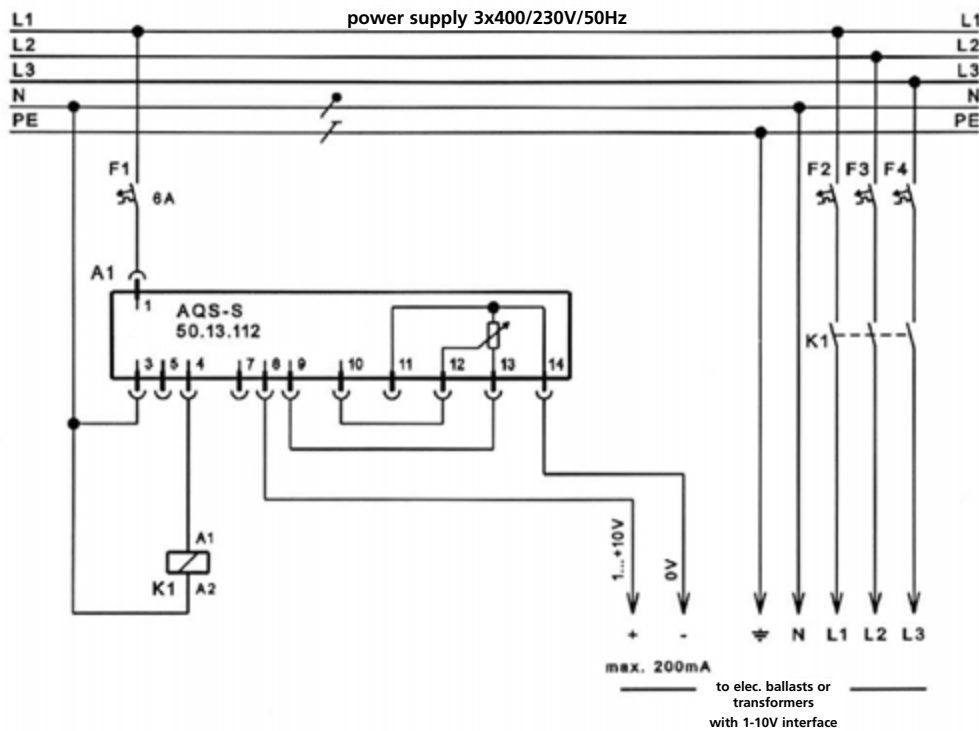 power supply 3x400/230V/50Hz
L1 L1
L2 L2
L3 L3
N N
PE PE
F1 F2 F3 F4
6A
A1
1
AQS-S
50.13.112
K1
3 5 4 7 8 9 10 11 12 13 14
1...+10V
0V
A1
K1 A2
+ - N L1 L2 L3
max. 200mA
to elec. ballasts or
transformers
with 1-10V interface